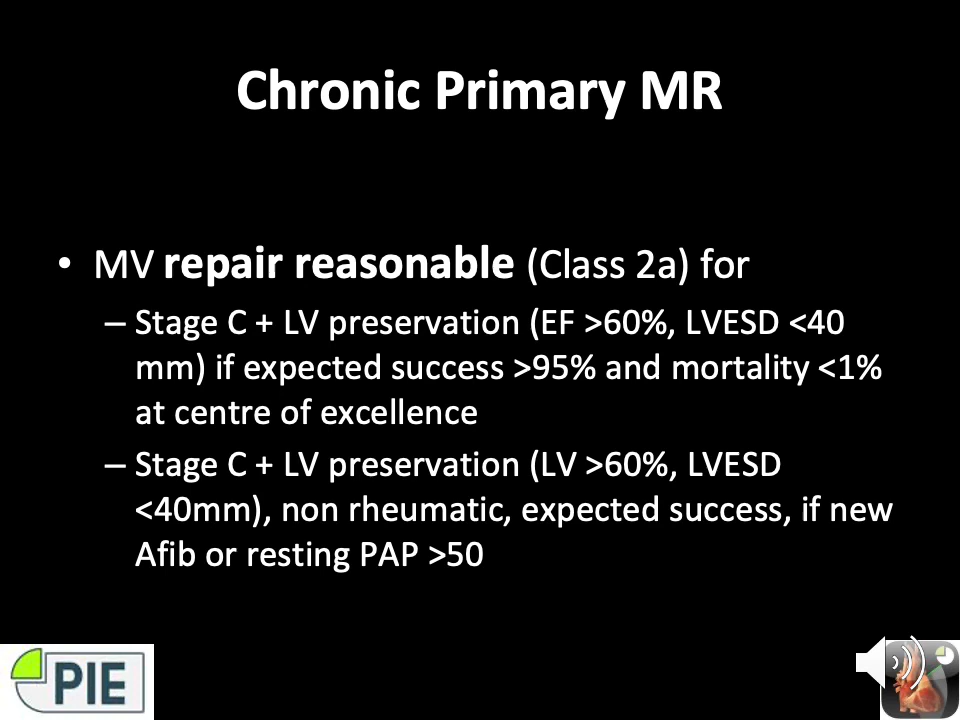 Chronic Primary MR
• MV repair reasonable (Class 2a) for
– Stage C + LV preservation (EF >60%, LVESD <40
mm) if expected success >95% and mortality <1%
at centre of excellence
– Stage C + LV preservation (LV >60%, LVESD
<40mm), non rheumatic, expected success, if new
Afib or resting PAP >50
PIE